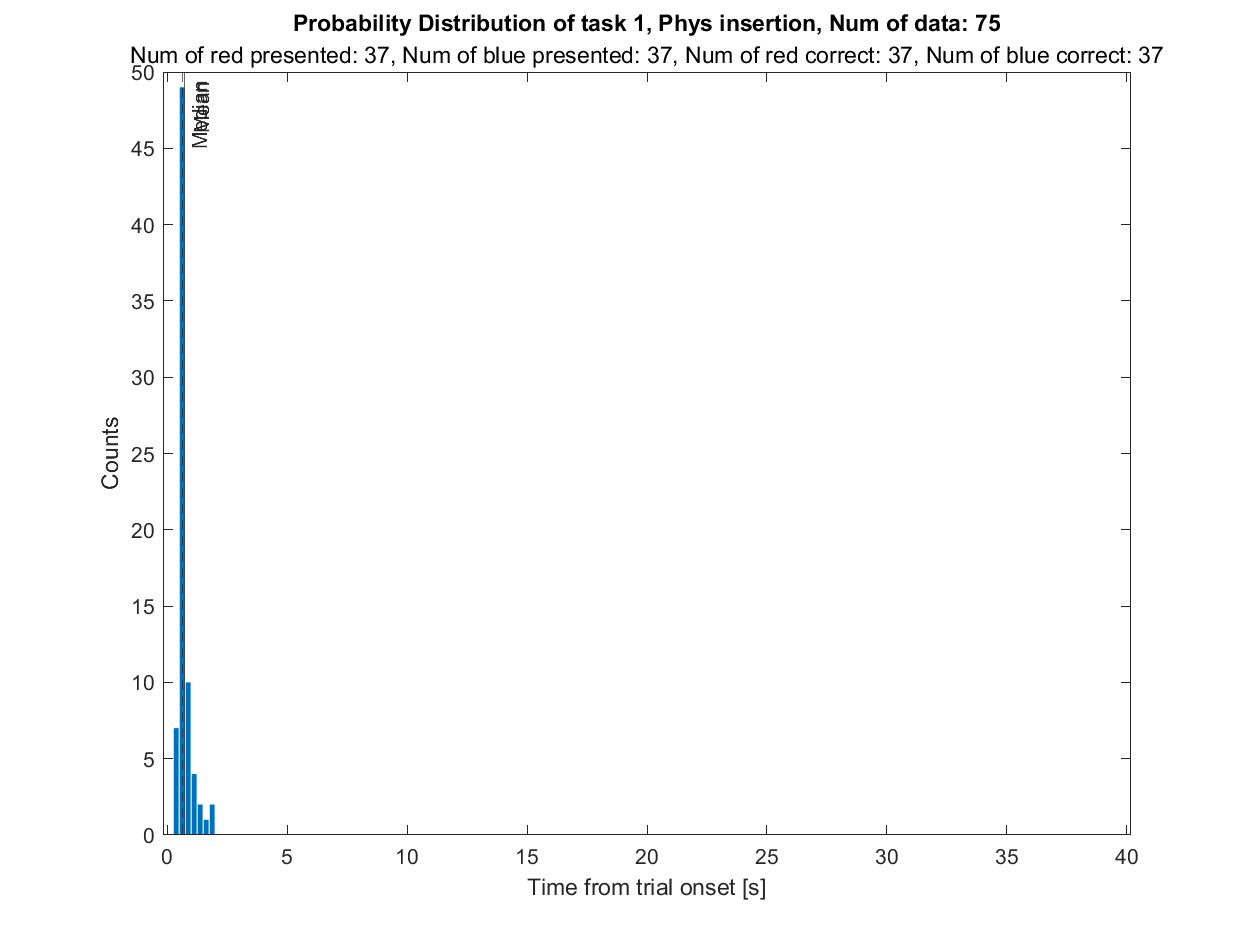 Probability Distribution of task 1, Phys insertion, Num of data: 75
Num of red presented: 37, Num of blue presented: 37, Num of red correct: 37, Num of blue correct: 37
Median
Mean
50
45
40
35
30
25
20
15
10
5
0
Counts
0 5 10 15 20 25 30 35 40
Time from trial onset [s]